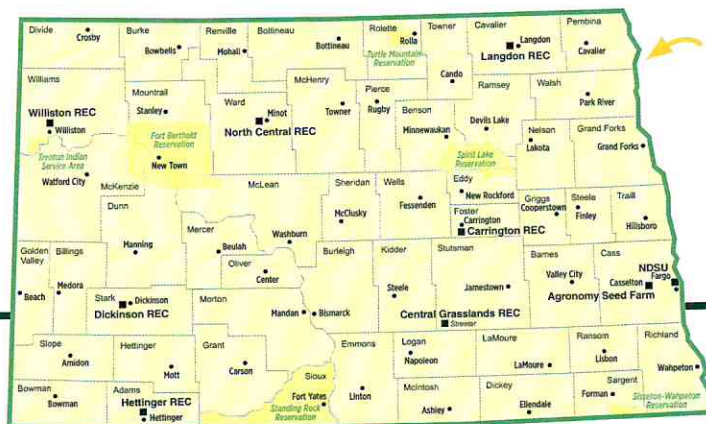 Divide
Crosby
Burke
Bowbells
Renville
Mohall
Bottineau
Bottineau
Rolette
Rolla
Turtle Mountain
Reservation
Towner
Cando
Cavalier
Langdon
Langdon REC
Pembina
Cavalier
Williams
Williston REC
Williston
Trenton Indian
Service Area
Mountrail
Stanley
Fort Berthold
Reservation
New Town
Ward
Minot
North Central REC
McHenry
Towner
Pierce
Rugby
Benson
Minnewaukan
Ramsey
Devils Lake
Spirit Lake
Reservation
Walsh
Park River
Nelson
Lakota
Grand Forks
Grand Forks
Watford City
McKenzie
Dunn
Manning
McLean
Washburn
Mercer
Beulah
Oliver
Center
Sheridan
McClusky
Wells
Fessenden
Eddy
New Rockford
Foster
Carrington
Carrington REC
Griggs
Cooperstown
Steele
Finley
Traill
Hillsboro
Golden
Valley
Beach
Billings
Medora
Stark
Dickinson
Dickinson REC
Morton
Mandan
Burleigh
Bismarck
Kidder
Steele
Stutsman
Jamestown
Central Grasslands REC
Streeter
Barnes
Valley City
Cass
Casselton
Agronomy Seed Farm
NDSU
Fargo
Slope
Amidon
Hettinger
Mott
Grant
Carson
Sioux
Fort Yates
Standing Rock
Reservation
Emmons
Linton
Logan
Napoleon
LaMoure
LaMoure
Ransom
Lisbon
Richland
Wahpeton
Bowman
Bowman
Adams
Hettinger REC
Hettinger
McIntosh
Ashley
Dickey
Ellendale
Sargent
Forman
Sisseton-Wahpeton
Reservation